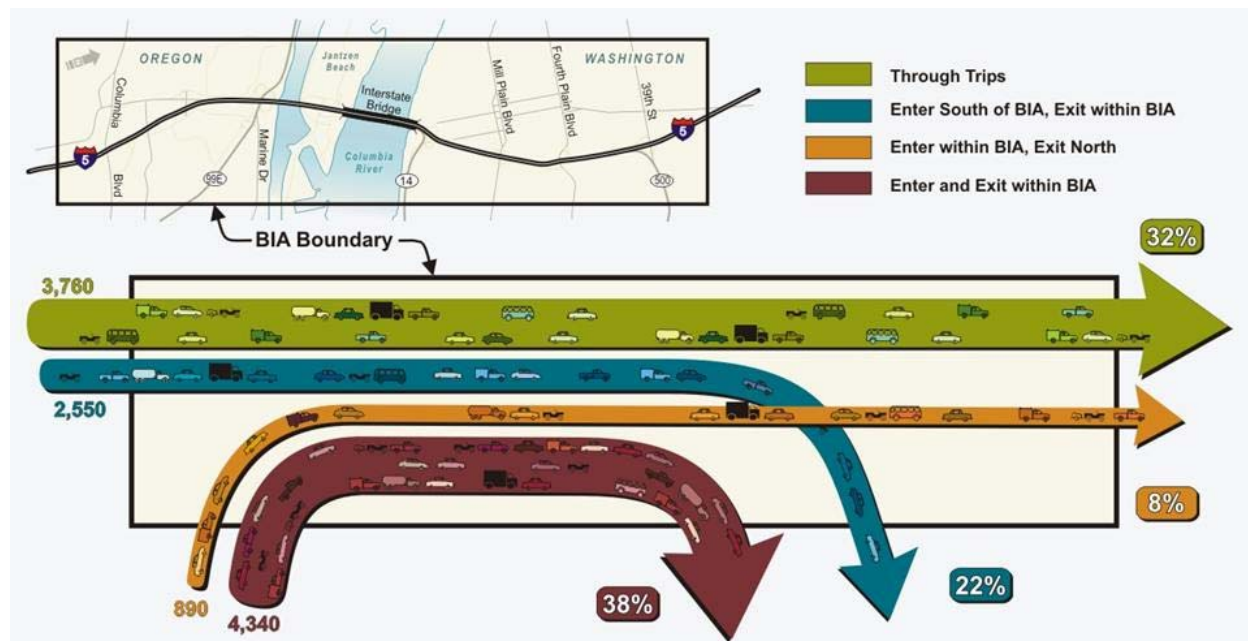 OREGON
Jantzen
Beach
WASHINGTON
Columbia
Blvd
Marine Dr
Interstate
Bridge
Columbia
River
Mill Plain Blvd
Fourth Plain Blvd
39th St
5
99E
14
500
5
Through Trips
Enter South of BIA, Exit within BIA
Enter within BIA, Exit North
Enter and Exit within BIA
BIA Boundary
32%
3,760
2,550
8%
890
4,340
38%
22%